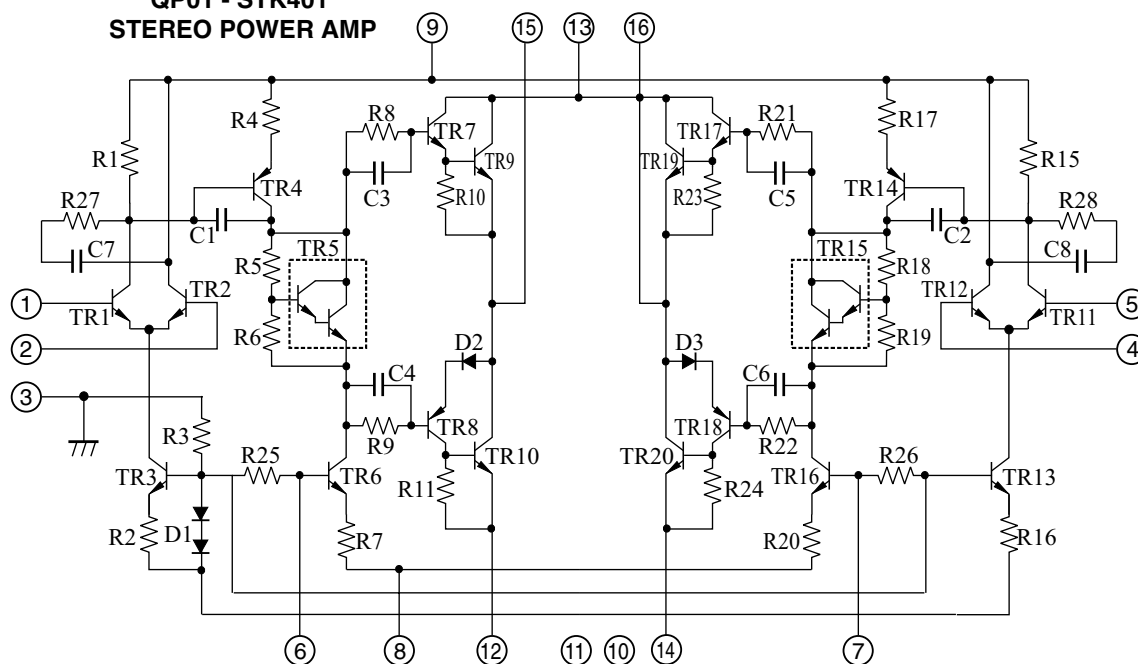 QP01 - STK401
STEREO POWER AMP
9
15
13
16
R4
R8
TR7
TR17
R21
R17
R1
TR9
TR19
R15
R27
TR4
C3
R10
R23
C5
TR14
R28
C7
C1
TR5
TR15
C2
C8
R5
R18
1
TR1
TR2
TR12
TR11
5
2
R6
D2
D3
R19
4
3
C4
C6
R3
R9
TR8
TR18
R22
TR3
R25
TR6
TR10
TR20
TR16
R26
TR13
R11
R24
R2
D1
R7
R20
R16
6
8
12
11
10
14
7